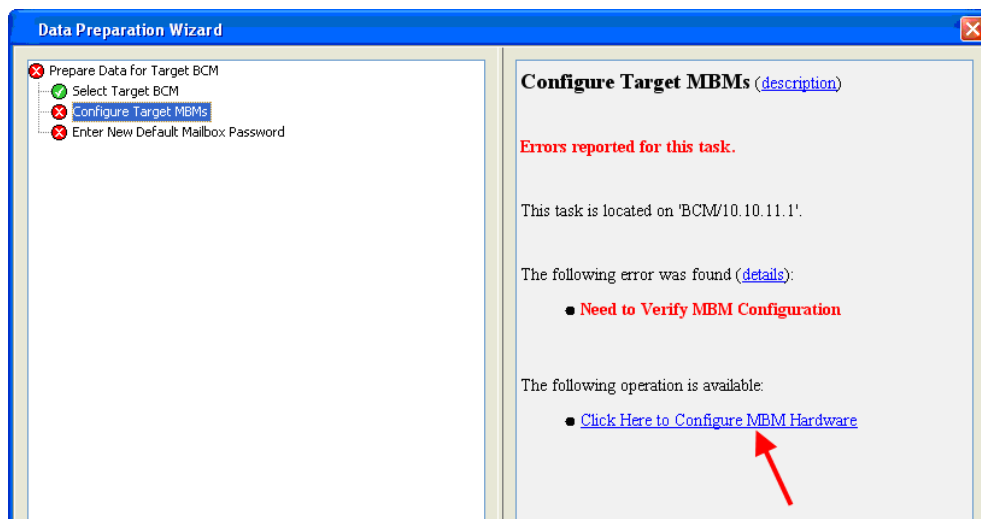 Data Preparation Wizard
Prepare Data for Target BCM
Select Target BCM
Configure Target MBMs
Enter New Default Mailbox Password
Configure Target MBMs (description)
Errors reported for this task.
This task is located on 'BCM/10.10.11.1'.
The following error was found (details):
Need to Verify MBM Configuration
The following operation is available:
Click Here to Configure MBM Hardware